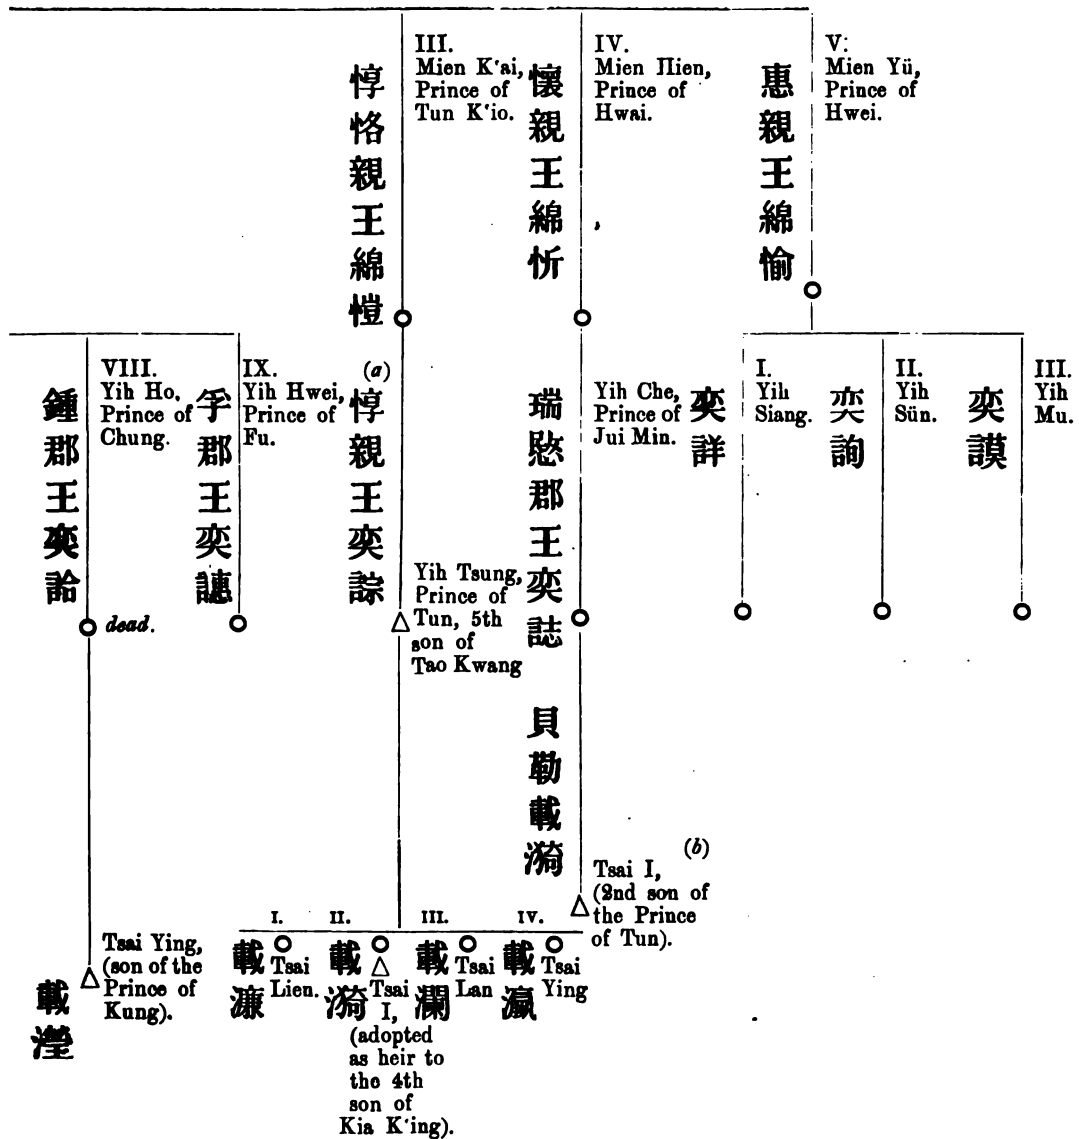 III.
Mien K'ai,
Prince of
Tun K'io.
惇恪親王綿愷
IV.
Mien Hien,
Prince of
Hwai.
懷親王綿忻
V.
Mien Yü,
Prince of
Hwei.
惠親王綿愉
VIII.
Yih Ho,
Prince of
Chung.
鍾郡王奕詥
dead.
IX.
Yih Hwei,
Prince of
Fu.
孚郡王奕譓
(a)
惇親王奕誴
Yih Tsung,
Prince of
Tun, 5th
son of
Tao Kwang
Yih Che,
Prince of
Jui Min.
瑞愍郡王奕誌
I.
Yih
Siang.
奕詳
II.
Yih
Sün.
奕詢
III.
Yih
Mu.
奕謨
貝勒載漪
(b)
Tsai I,
(2nd son of
the Prince
of Tun).
Tsai Ying,
(son of the
Prince of
Kung).
載瀅
I.
Tsai
Lien.
載濂
II.
Tsai
I,
(adopted
as heir to
the 4th
son of
Kia K'ing).
載漪
III.
Tsai
Lan
載瀾
IV.
Tsai
Ying
載瀛